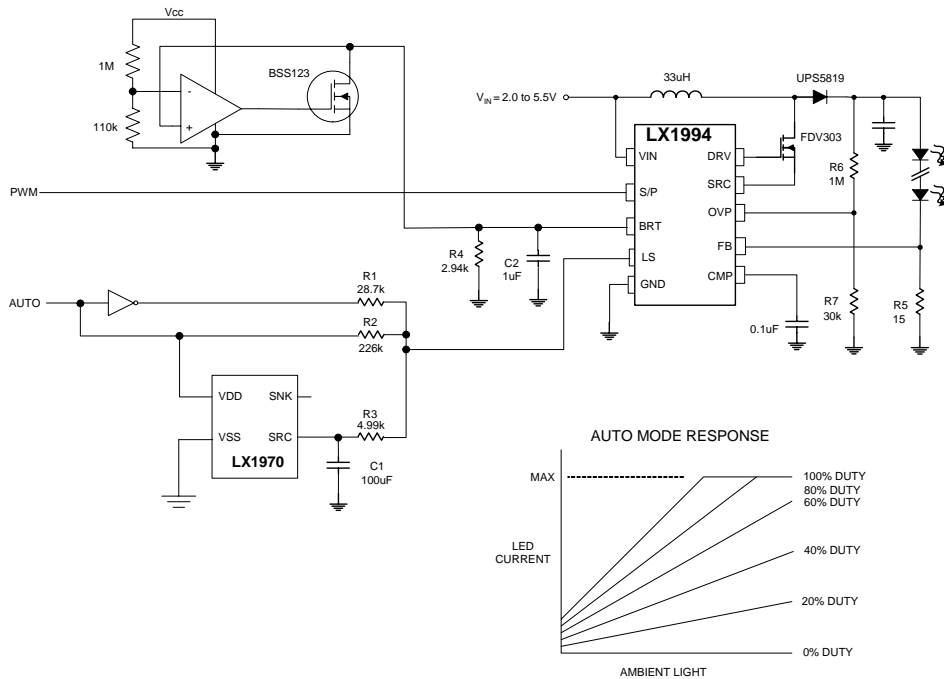 Vcc
1M
110k
-
+
BSS123
33uH
UPS5819
VIN = 2.0 to 5.5V
LX1994
FDV303
VIN
DRV
S/P
SRC
BRT
OVP
LS
FB
GND
CMP
R6
1M
PWM
R4
2.94k
C2
1uF
R7
30k
R5
15
0.1uF
AUTO
R1
28.7k
R2
226k
VDD
SNK
VSS
SRC
LX1970
R3
4.99k
C1
100uF
AUTO MODE RESPONSE
MAX
LED
CURRENT
100% DUTY
80% DUTY
60% DUTY
40% DUTY
20% DUTY
0% DUTY
AMBIENT LIGHT